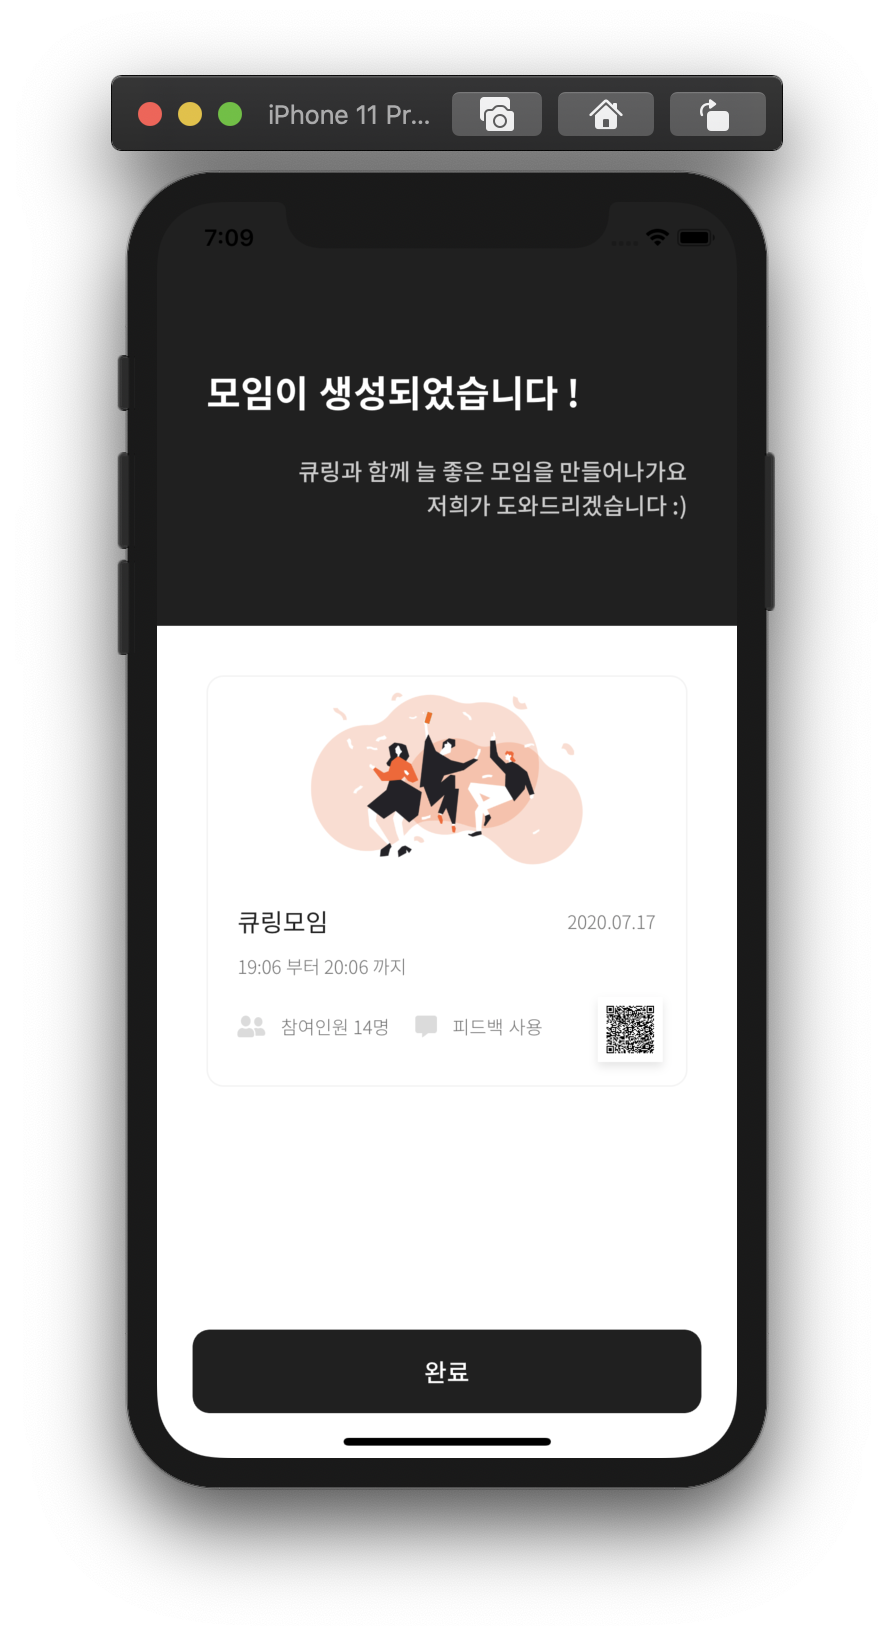 iPhone 11 Pr...
7:09
모임이 생성되었습니다 !
큐링과 함께 늘 좋은 모임을 만들어나가요
저희가 도와드리겠습니다 :)
큐링모임
2020.07.17
19:06 부터 20:06 까지
참여인원 14명
피드백 사용
완료